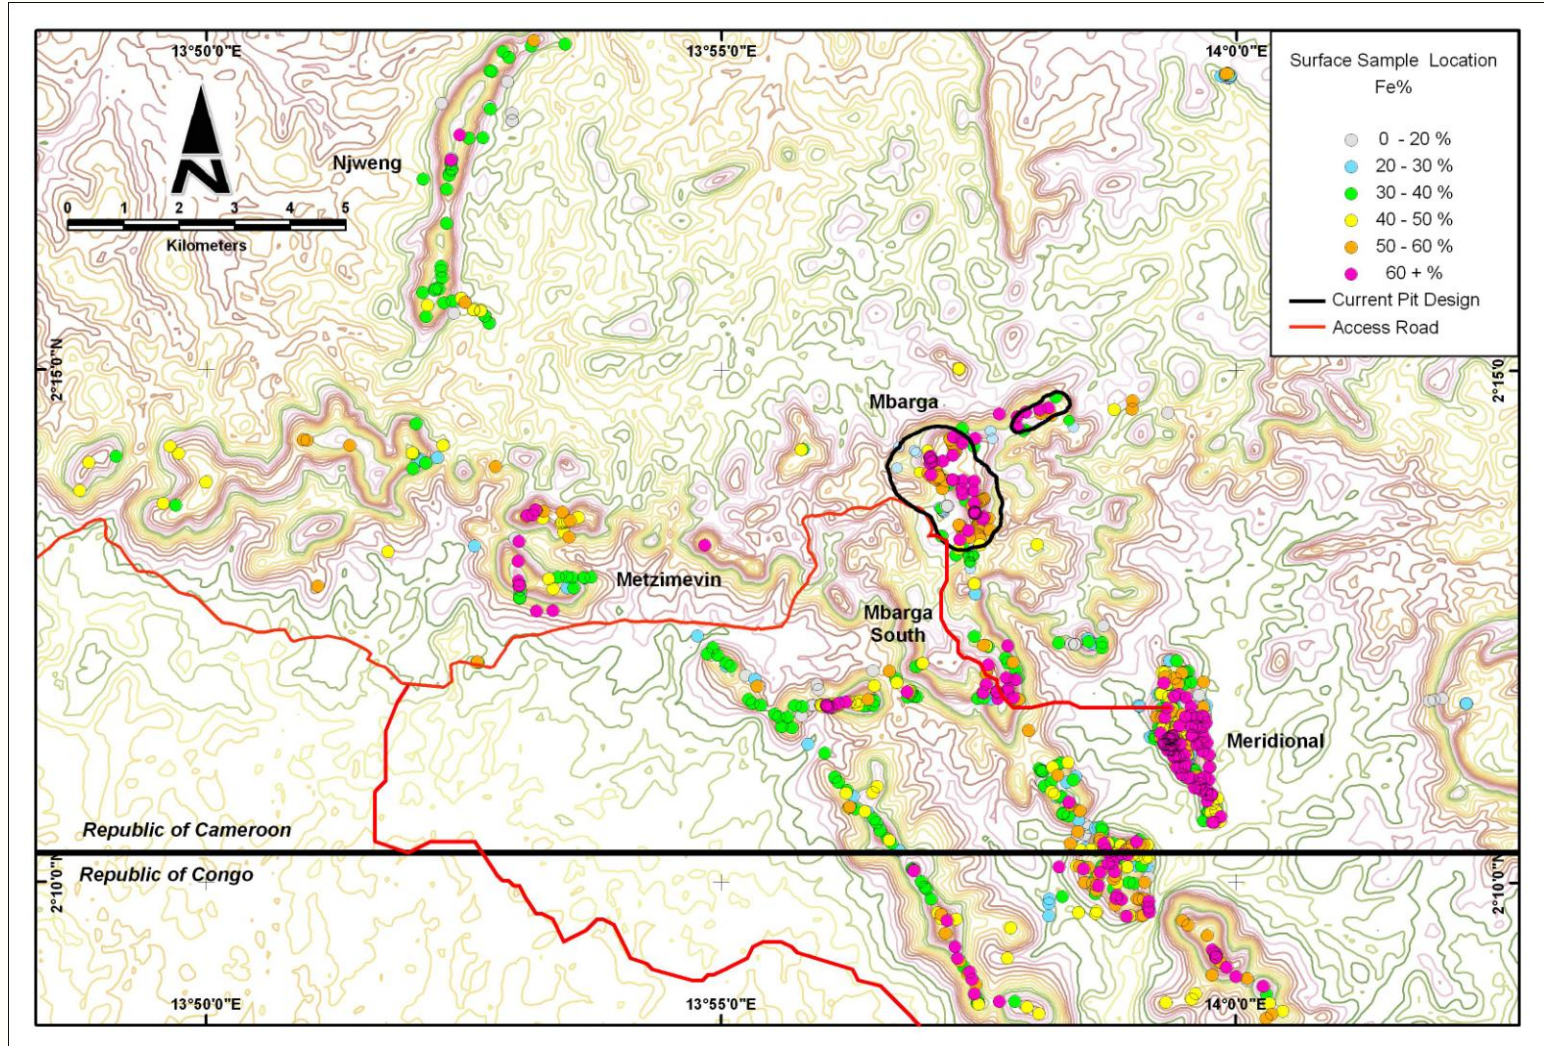 13°50'0"E
13°55'0"E
14°0'0"E
Surface Sample Location
Fe%
0 - 20 %
20 - 30 %
30 - 40 %
40 - 50 %
50 - 60 %
60 + %
Current Pit Design
Access Road
N
Njweng
0 1 2 3 4 5
Kilometers
2°15'0"N
2°15'0
Mbarga
Metzimevin
Mbarga
South
Meridional
Republic of Cameroon
Republic of Congo
2°10'0"N
2°10'0"N
13°50'0"E
13°55'0"E
14°0'0"E